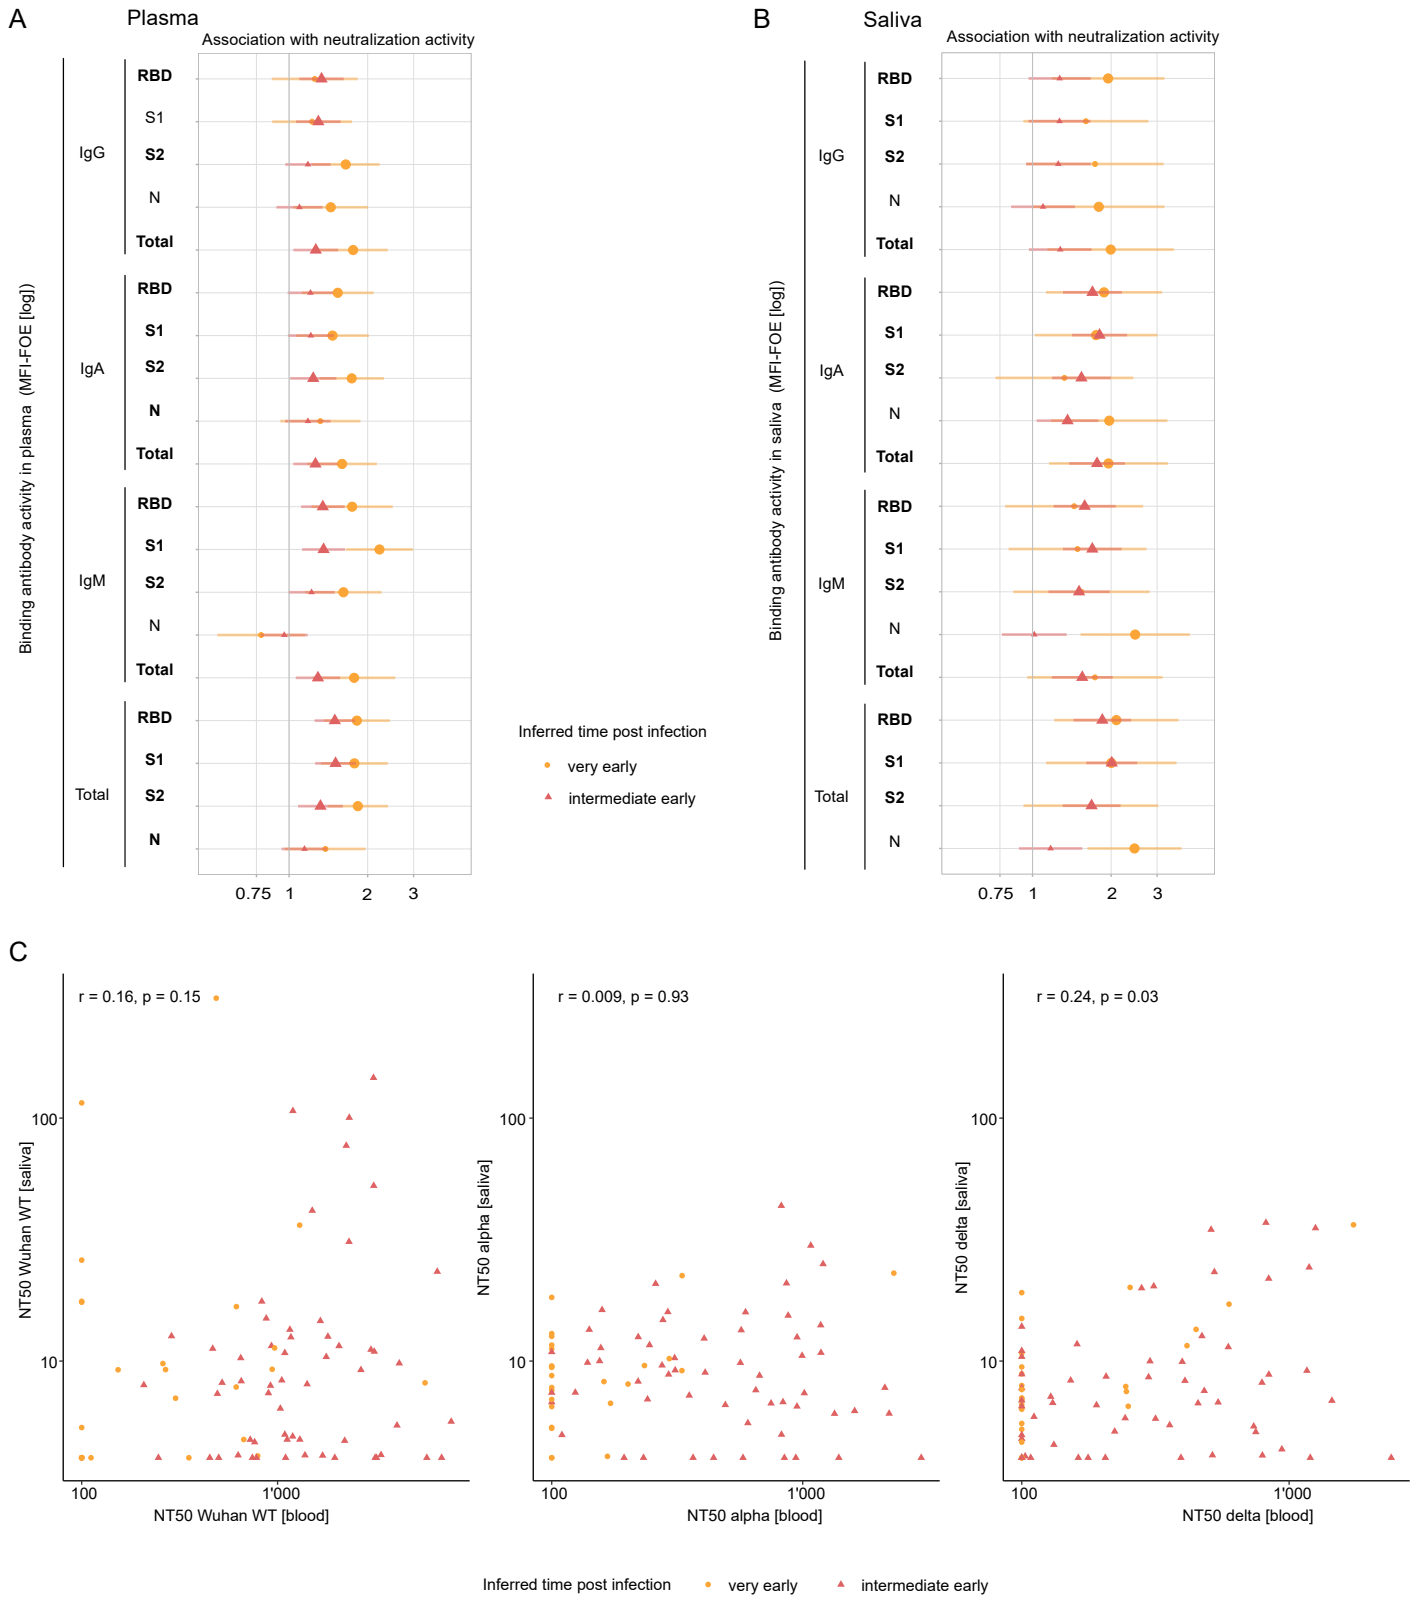 A
Plasma
Association with neutralization activity
Binding antibody activity in plasma (MFI-FOE [log])
IgG
RBD
S1
S2
N
Total
IgA
RBD
S1
S2
N
Total
IgM
RBD
S1
S2
N
Total
Total
RBD
S1
S2
N
0.75 1 2 3
Inferred time post infection
very early
intermediate early
B
Saliva
Association with neutralization activity
Binding antibody activity in saliva (MFI-FOE [log])
IgG
RBD
S1
S2
N
Total
IgA
RBD
S1
S2
N
Total
IgM
RBD
S1
S2
N
Total
Total
RBD
S1
S2
N
0.75 1 2 3
C
r = 0.16, p = 0.15
NT50 Wuhan WT [saliva]
100
10
100 1'000
NT50 Wuhan WT [blood]
r = 0.009, p = 0.93
NT50 alpha [saliva]
100
10
100 1'000
NT50 alpha [blood]
r = 0.24, p = 0.03
NT50 delta [saliva]
100
10
100 1'000
NT50 delta [blood]
Inferred time post infection very early intermediate early